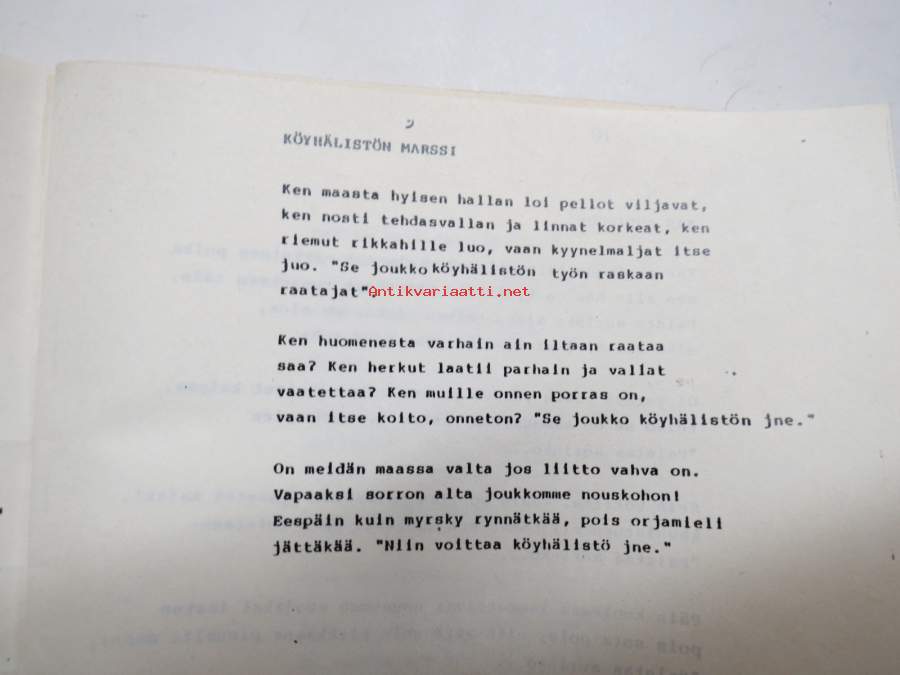 KÖYHÄLISTÖN MARSSI
Ken maasta hyisen hallan loi pellot viljavat,
ken nosti tehdasvallan ja linnat korkeat, ken
riemut rikkahille luo, vaan kyynelmaljat itse
juo. "Se joukko köyhälistön työn raskaan
raatajat".
Antikvariaatti.net
Ken huomenesta varhain ain iltaan raataa
saa? Ken herkut laatii parhain ja vallat
vaatettaa? Ken muille onnen porras on,
vaan itse koito, onneton? "Se joukko köyhälistön jne."
On meidän maassa valta jos liitto vahva on.
Vapaaksi sorron alta joukkomme nouskohon!
Eespäin kuin myrsky rynnätkää, pois orjamieli
jättäkää. "Niin voittaa köyhälistö jne."